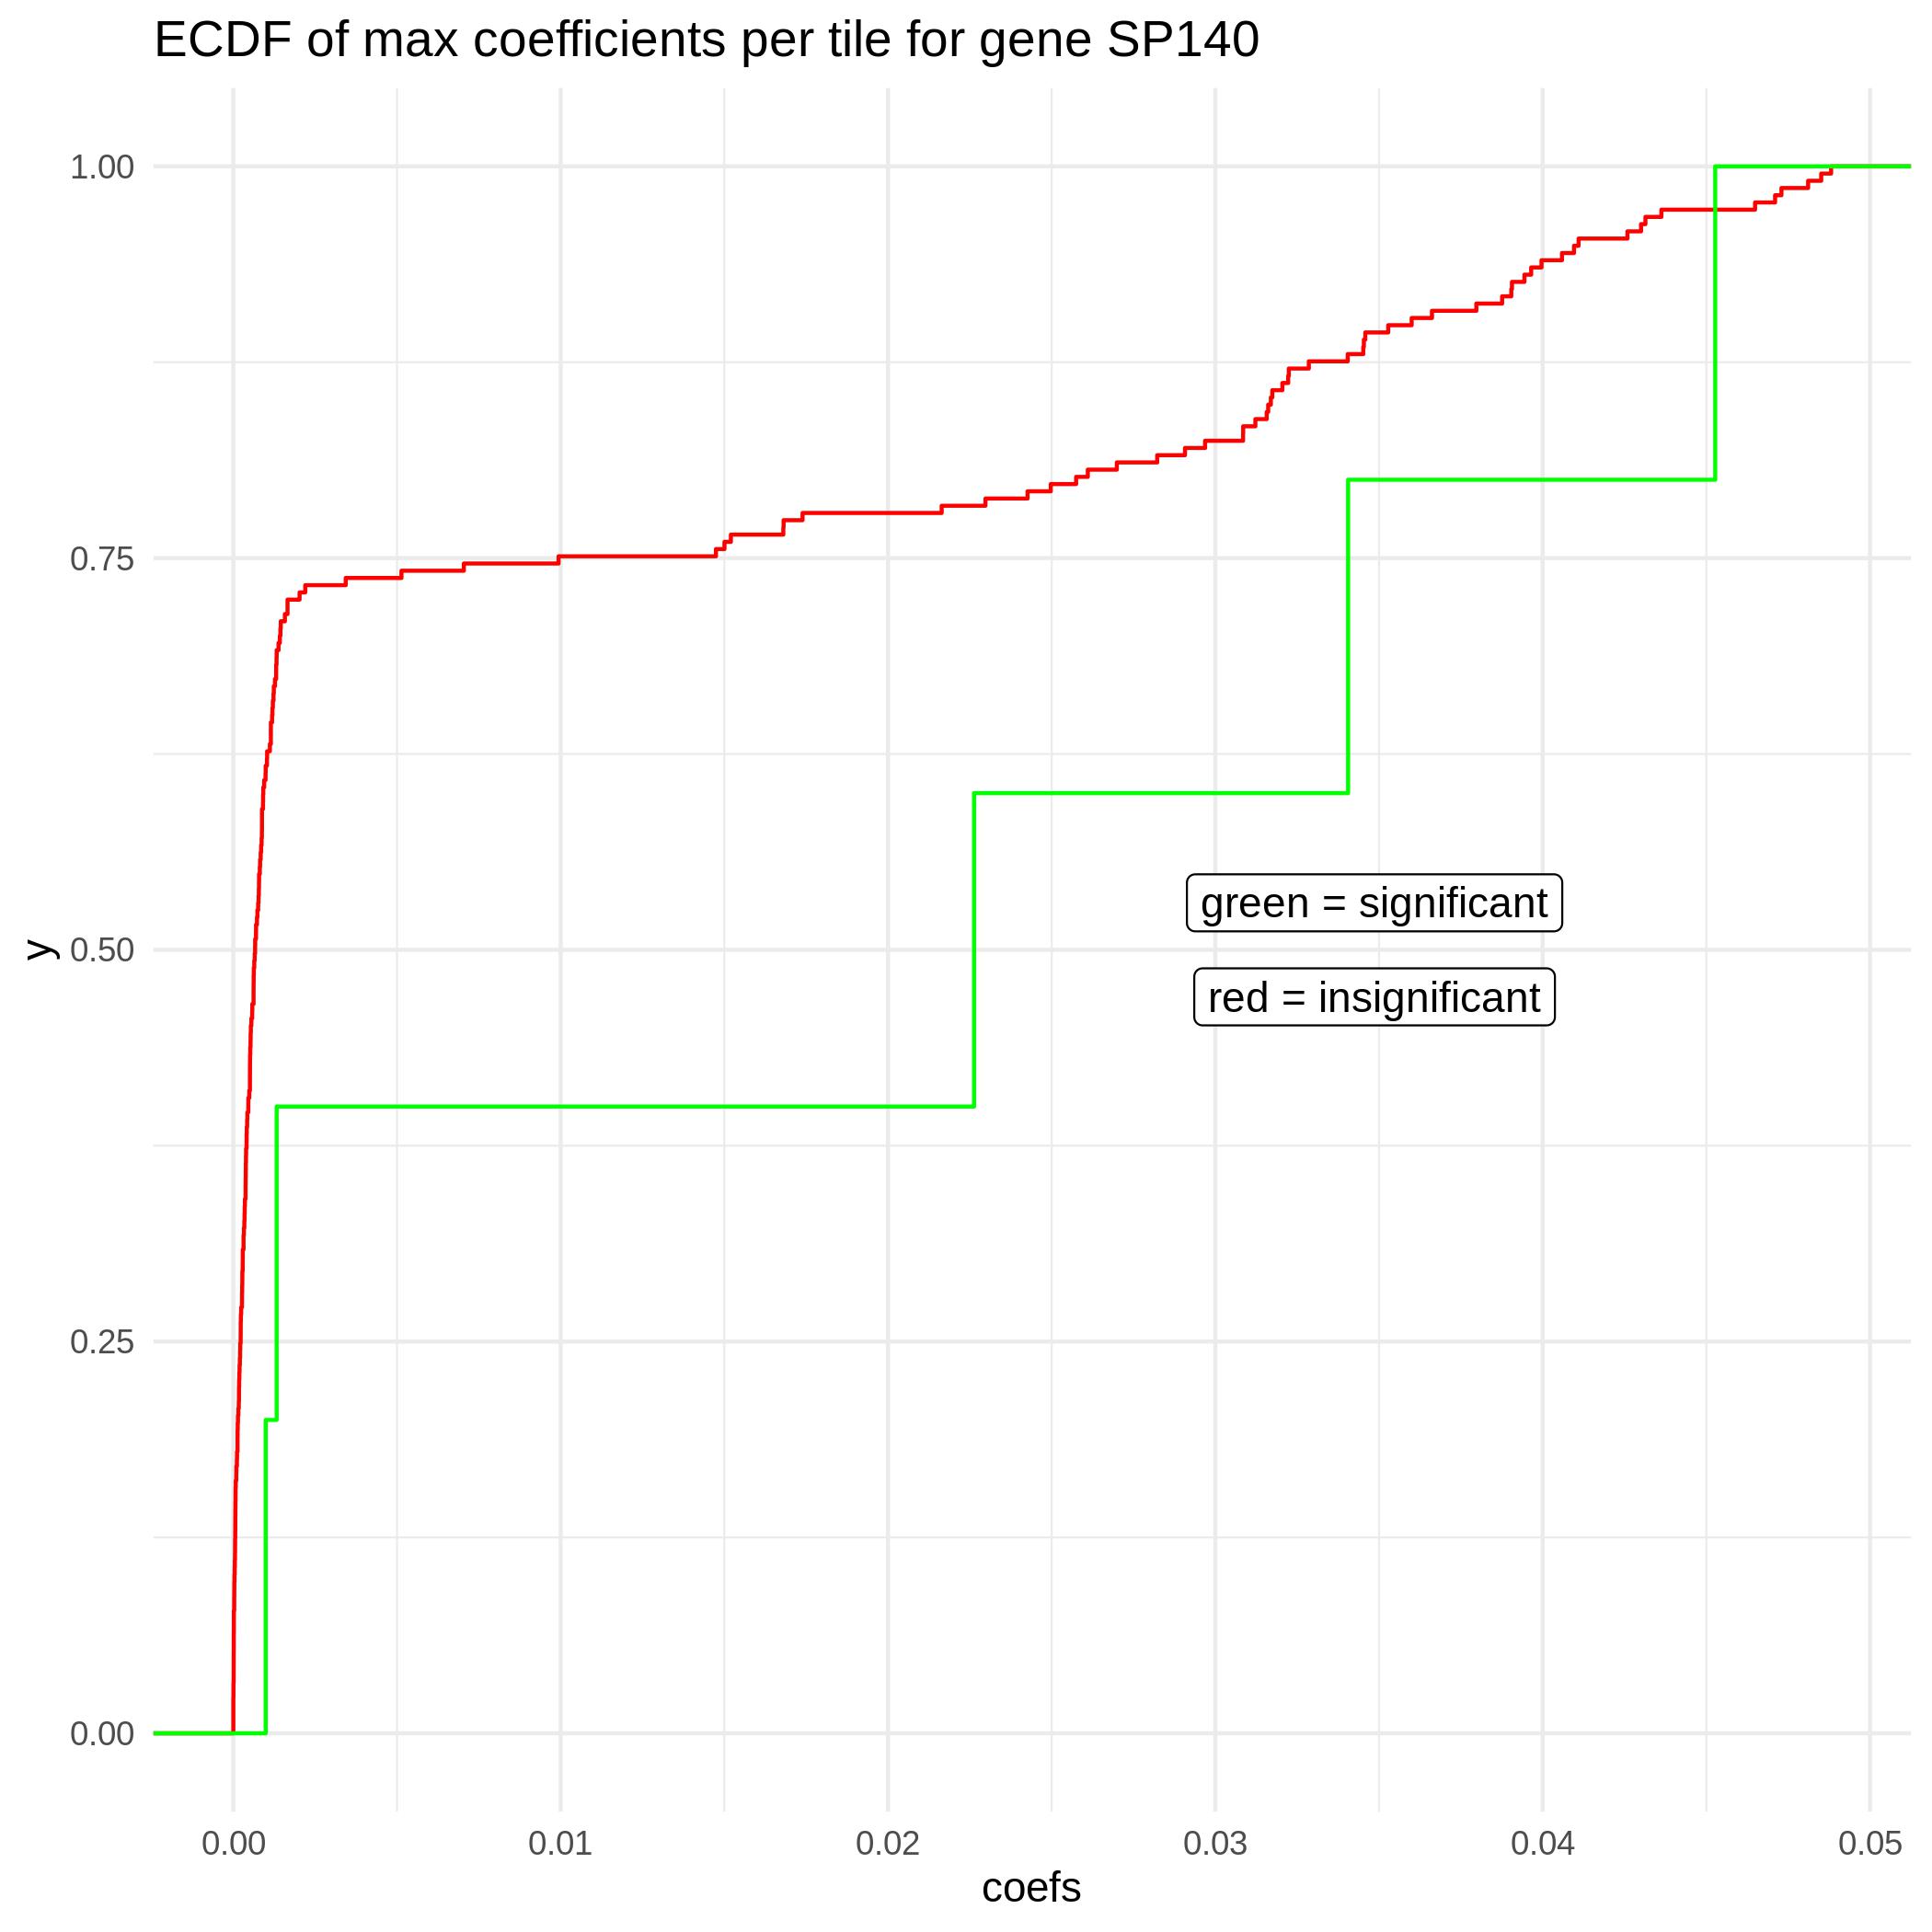 ECDF of max coefficients per tile for gene SP140
1.00
0.75
0.50
0.25
0.00
y
green = significant
red = insignificant
0.00 0.01 0.02 0.03 0.04 0.05
coefs